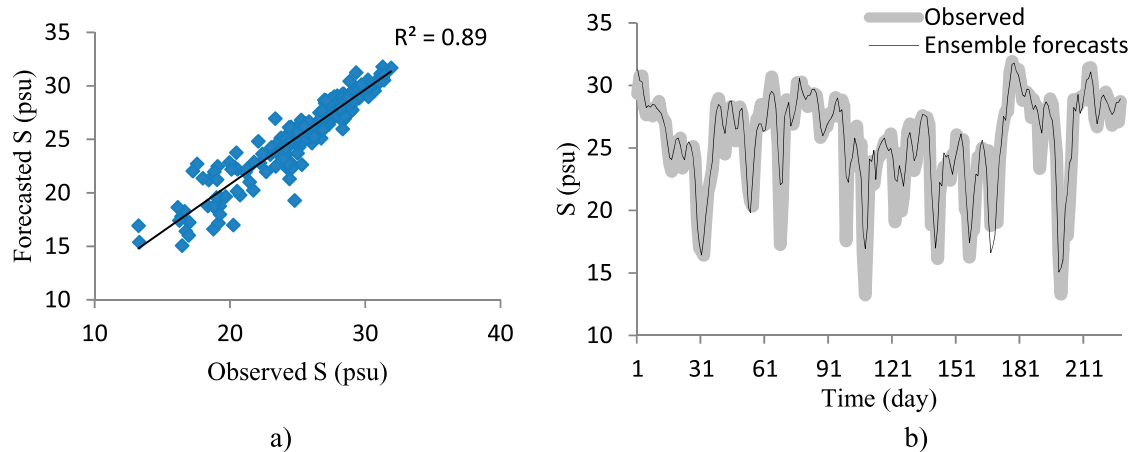 35
30
25
20
15
10
10
20
30
40
R² = 0.89
Forecasted S (psu)
Observed S (psu)
a)
Observed
Ensemble forecasts
35
30
25
20
15
10
1
31
61
91
121
151
181
211
S (psu)
Time (day)
b)